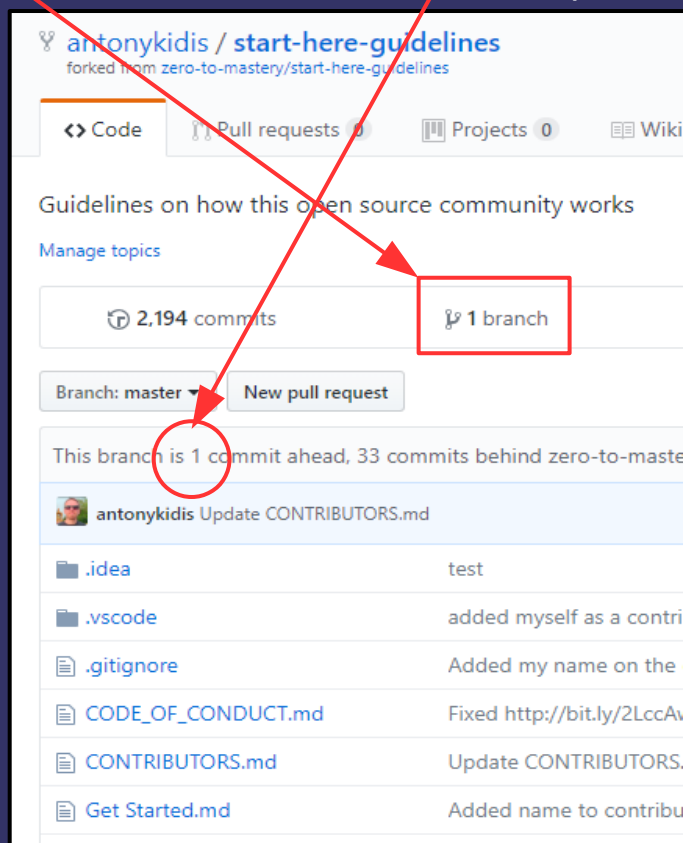 antonykidis / start-here-guidelines
forked from zero-to-mastery/start-here-guidelines
<> Code Pull requests 0 Projects 0 Wiki
Guidelines on how this open source community works
Manage topics
2,194 commits 1 branch
Branch: master New pull request
This branch is 1 commit ahead, 33 commits behind zero-to-maste
antonykidis Update CONTRIBUTORS.md
.idea test
.vscode added myself as a contri
.gitignore Added my name on the
CODE_OF_CONDUCT.md Fixed http://bit.ly/2LccAv
CONTRIBUTORS.md Update CONTRIBUTORS.
Get Started.md Added name to contribu